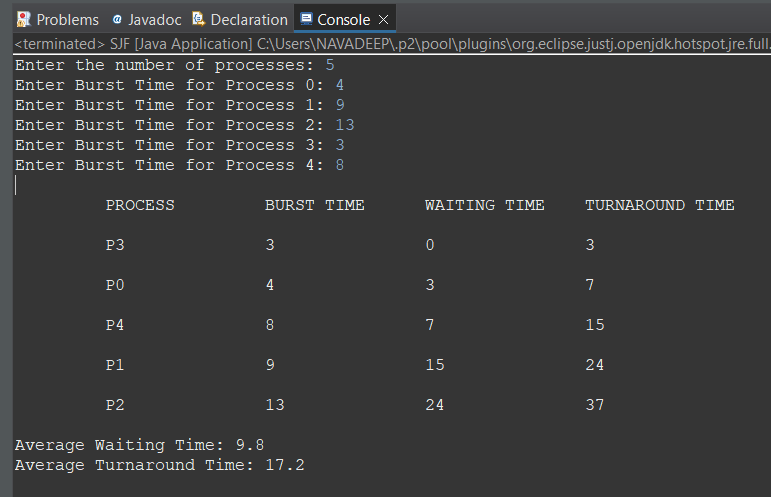 Problems @ Javadoc Declaration Console
<terminated> SJF [Java Application] C:\Users\NAVADEEP\.p2\pool\plugins\org.eclipse.justj.openjdk.hotspot.jre.full.
Enter the number of processes: 5
Enter Burst Time for Process 0: 4
Enter Burst Time for Process 1: 9
Enter Burst Time for Process 2: 13
Enter Burst Time for Process 3: 3
Enter Burst Time for Process 4: 8
PROCESS BURST TIME WAITING TIME TURNAROUND TIME
P3 3 0 3
P0 4 3 7
P4 8 7 15
P1 9 15 24
P2 13 24 37
Average Waiting Time: 9.8
Average Turnaround Time: 17.2